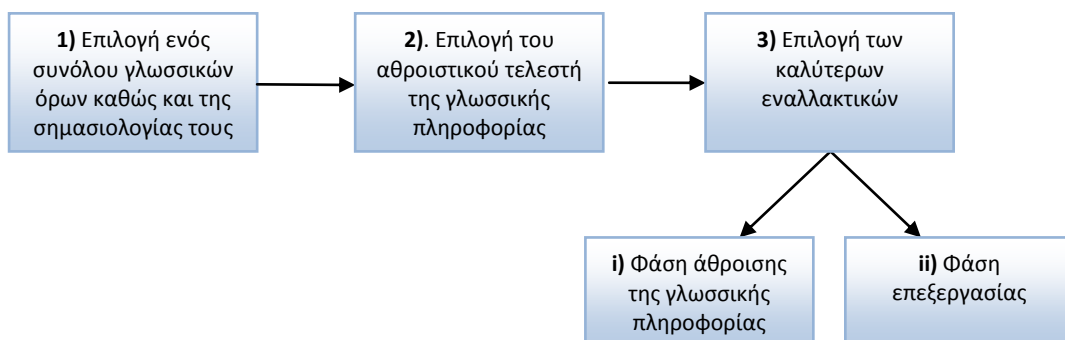 1) Επιλογή ενός
συνόλου γλωσσικών
όρων καθώς και της
σημασιολογίας τους
2). Επιλογή του
αθροιστικού τελεστή
της γλωσσικής
πληροφορίας
3) Επιλογή των
καλύτερων
εναλλακτικών
i) Φάση άθροισης
της γλωσσικής
πληροφορίας
ii) Φάση
επεξεργασίας